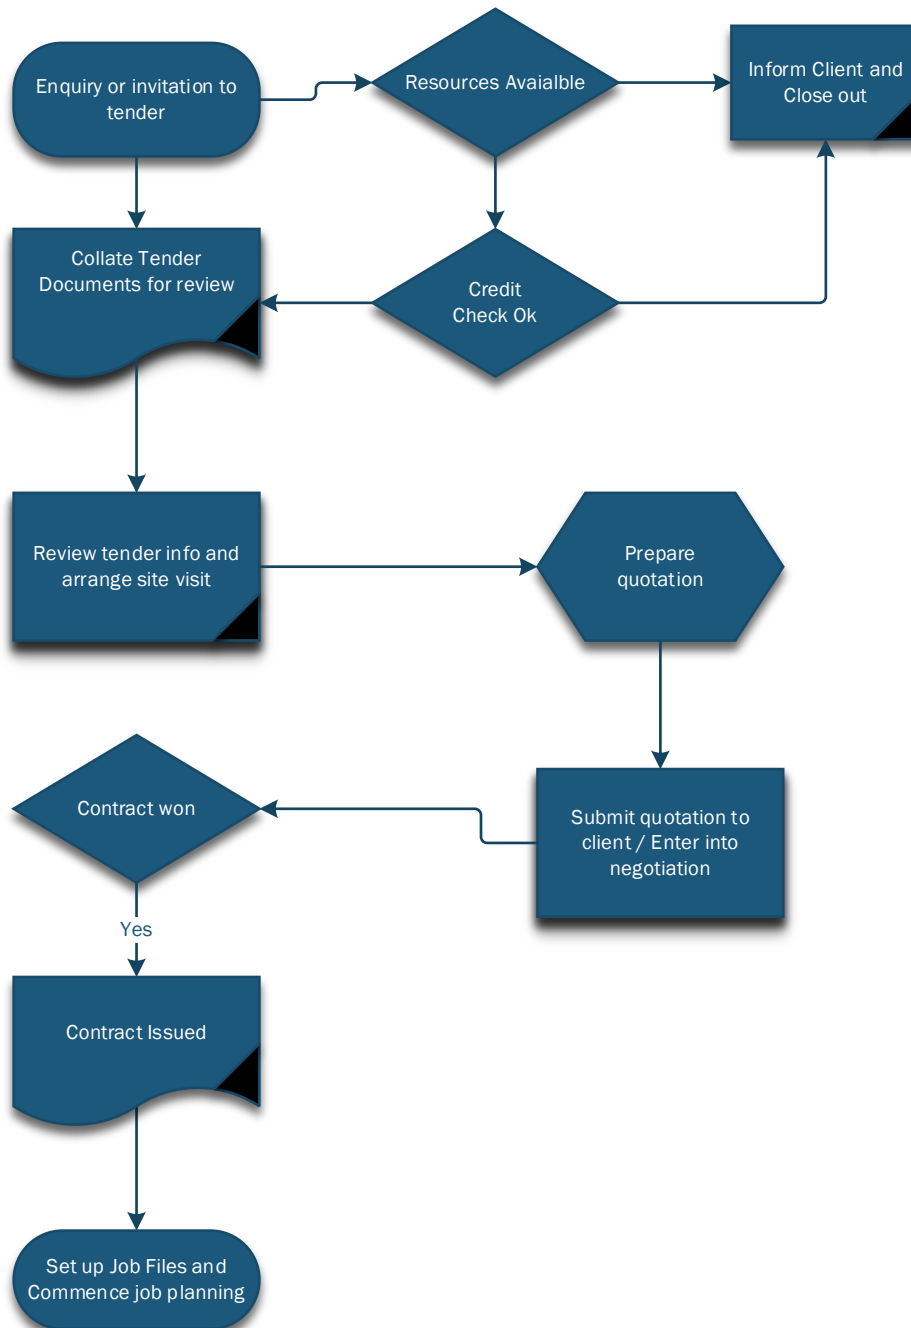 Enquiry or invitation to
tender
Resources Avaialble
Inform Client and
Close out
Collate Tender
Documents for review
Credit
Check Ok
Review tender info and
arrange site visit
Prepare
quotation
Contract won
Submit quotation to
client / Enter into
negotiation
Yes
Contract Issued
Set up Job Files and
Commence job planning